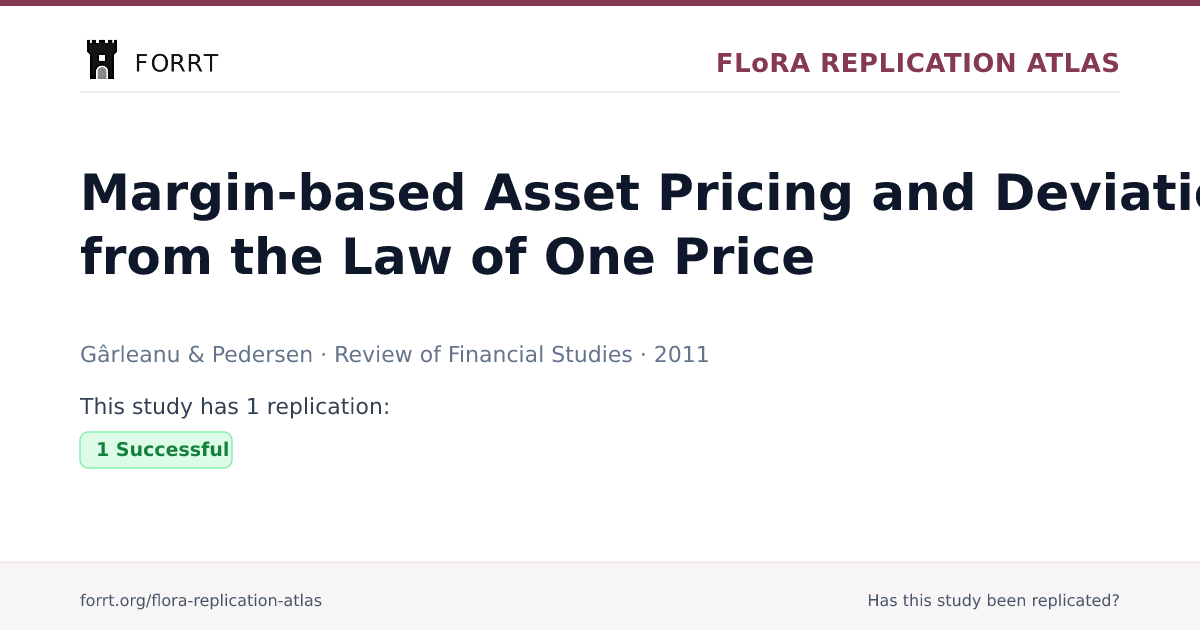 FORRT
FLoRA REPLICATION ATLAS
Margin-based Asset Pricing and
from the Law of One Price
Gârleanu & Pedersen · Review of Financial Studies · 2011
This study has 1 replication:
1 Successful
forrt.org/flora-replication-atlas
Has this study been replicated?